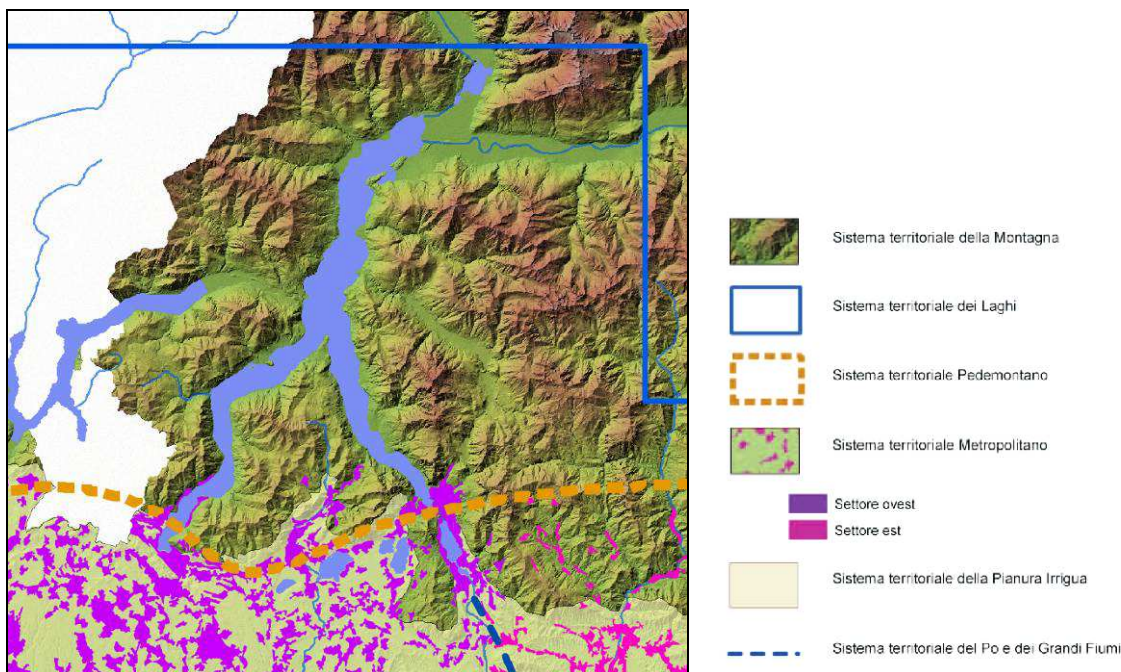 Sistema territoriale della Montagna
Sistema territoriale dei Laghi
Sistema territoriale Pedemontano
Sistema territoriale Metropolitano
Settore ovest
Settore est
Sistema territoriale della Pianura Irrigua
Sistema territoriale del Po e dei Grandi Fiumi